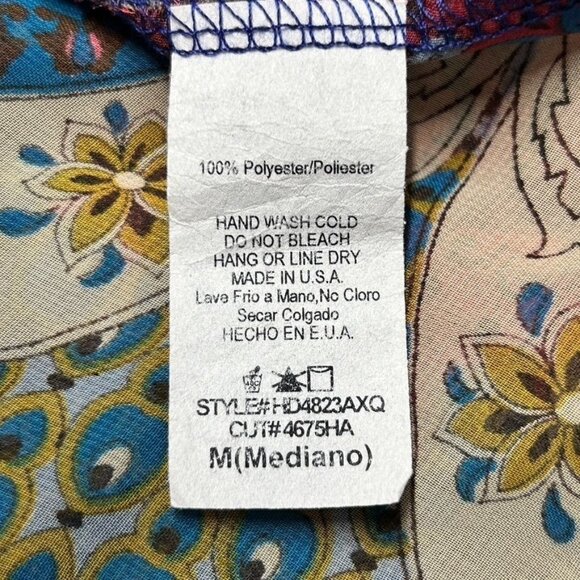 100% Polyester/Poliester
HAND WASH COLD
DO NOT BLEACH
HANG OR LINE DRY
MADE IN U.S.A.
Lave Frio a Mano,No Cloro
Secar Colgado
HECHO EN E.U.A.
STYLE# HD4823AXQ
CUT# 4675HA
M(Mediano)